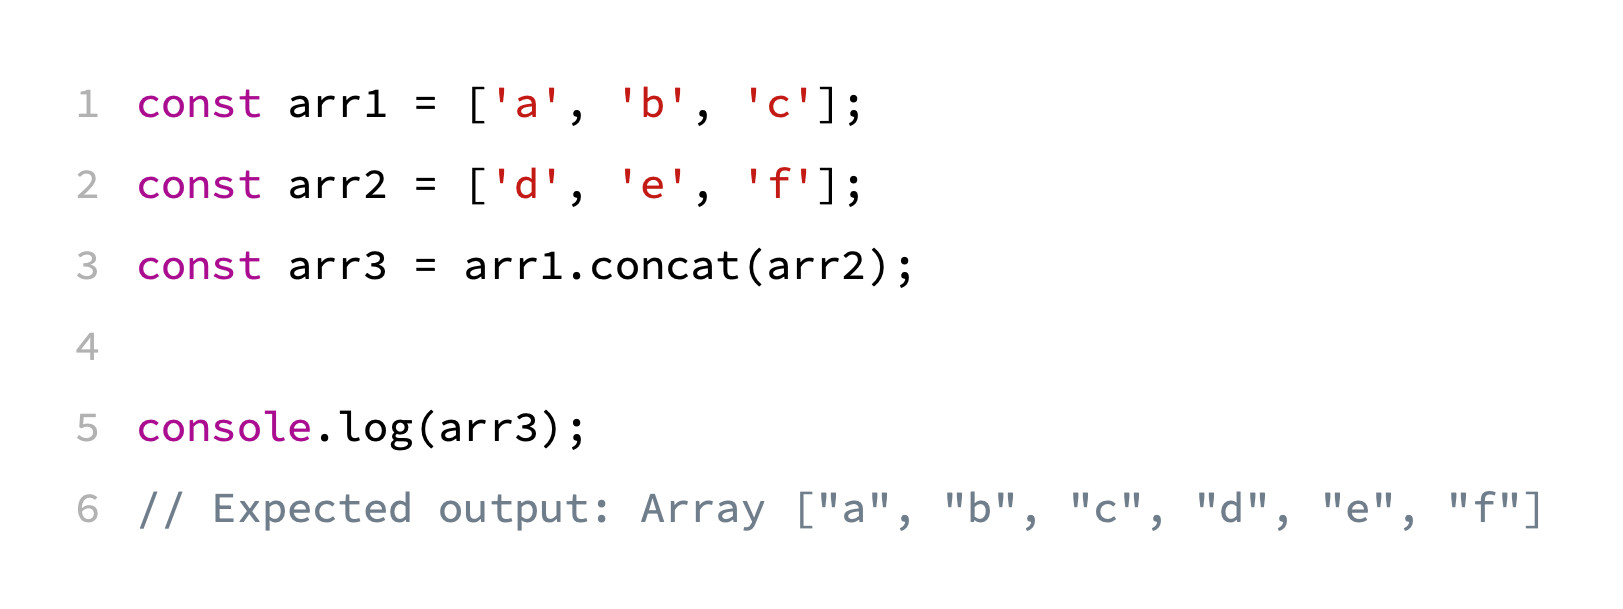 1 const arr1 = ['a', 'b', 'c'];
2 const arr2 = ['d', 'e', 'f'];
3 const arr3 = arr1.concat(arr2);
4
5 console.log(arr3);
6 // Expected output: Array ["a", "b", "c", "d", "e", "f"]